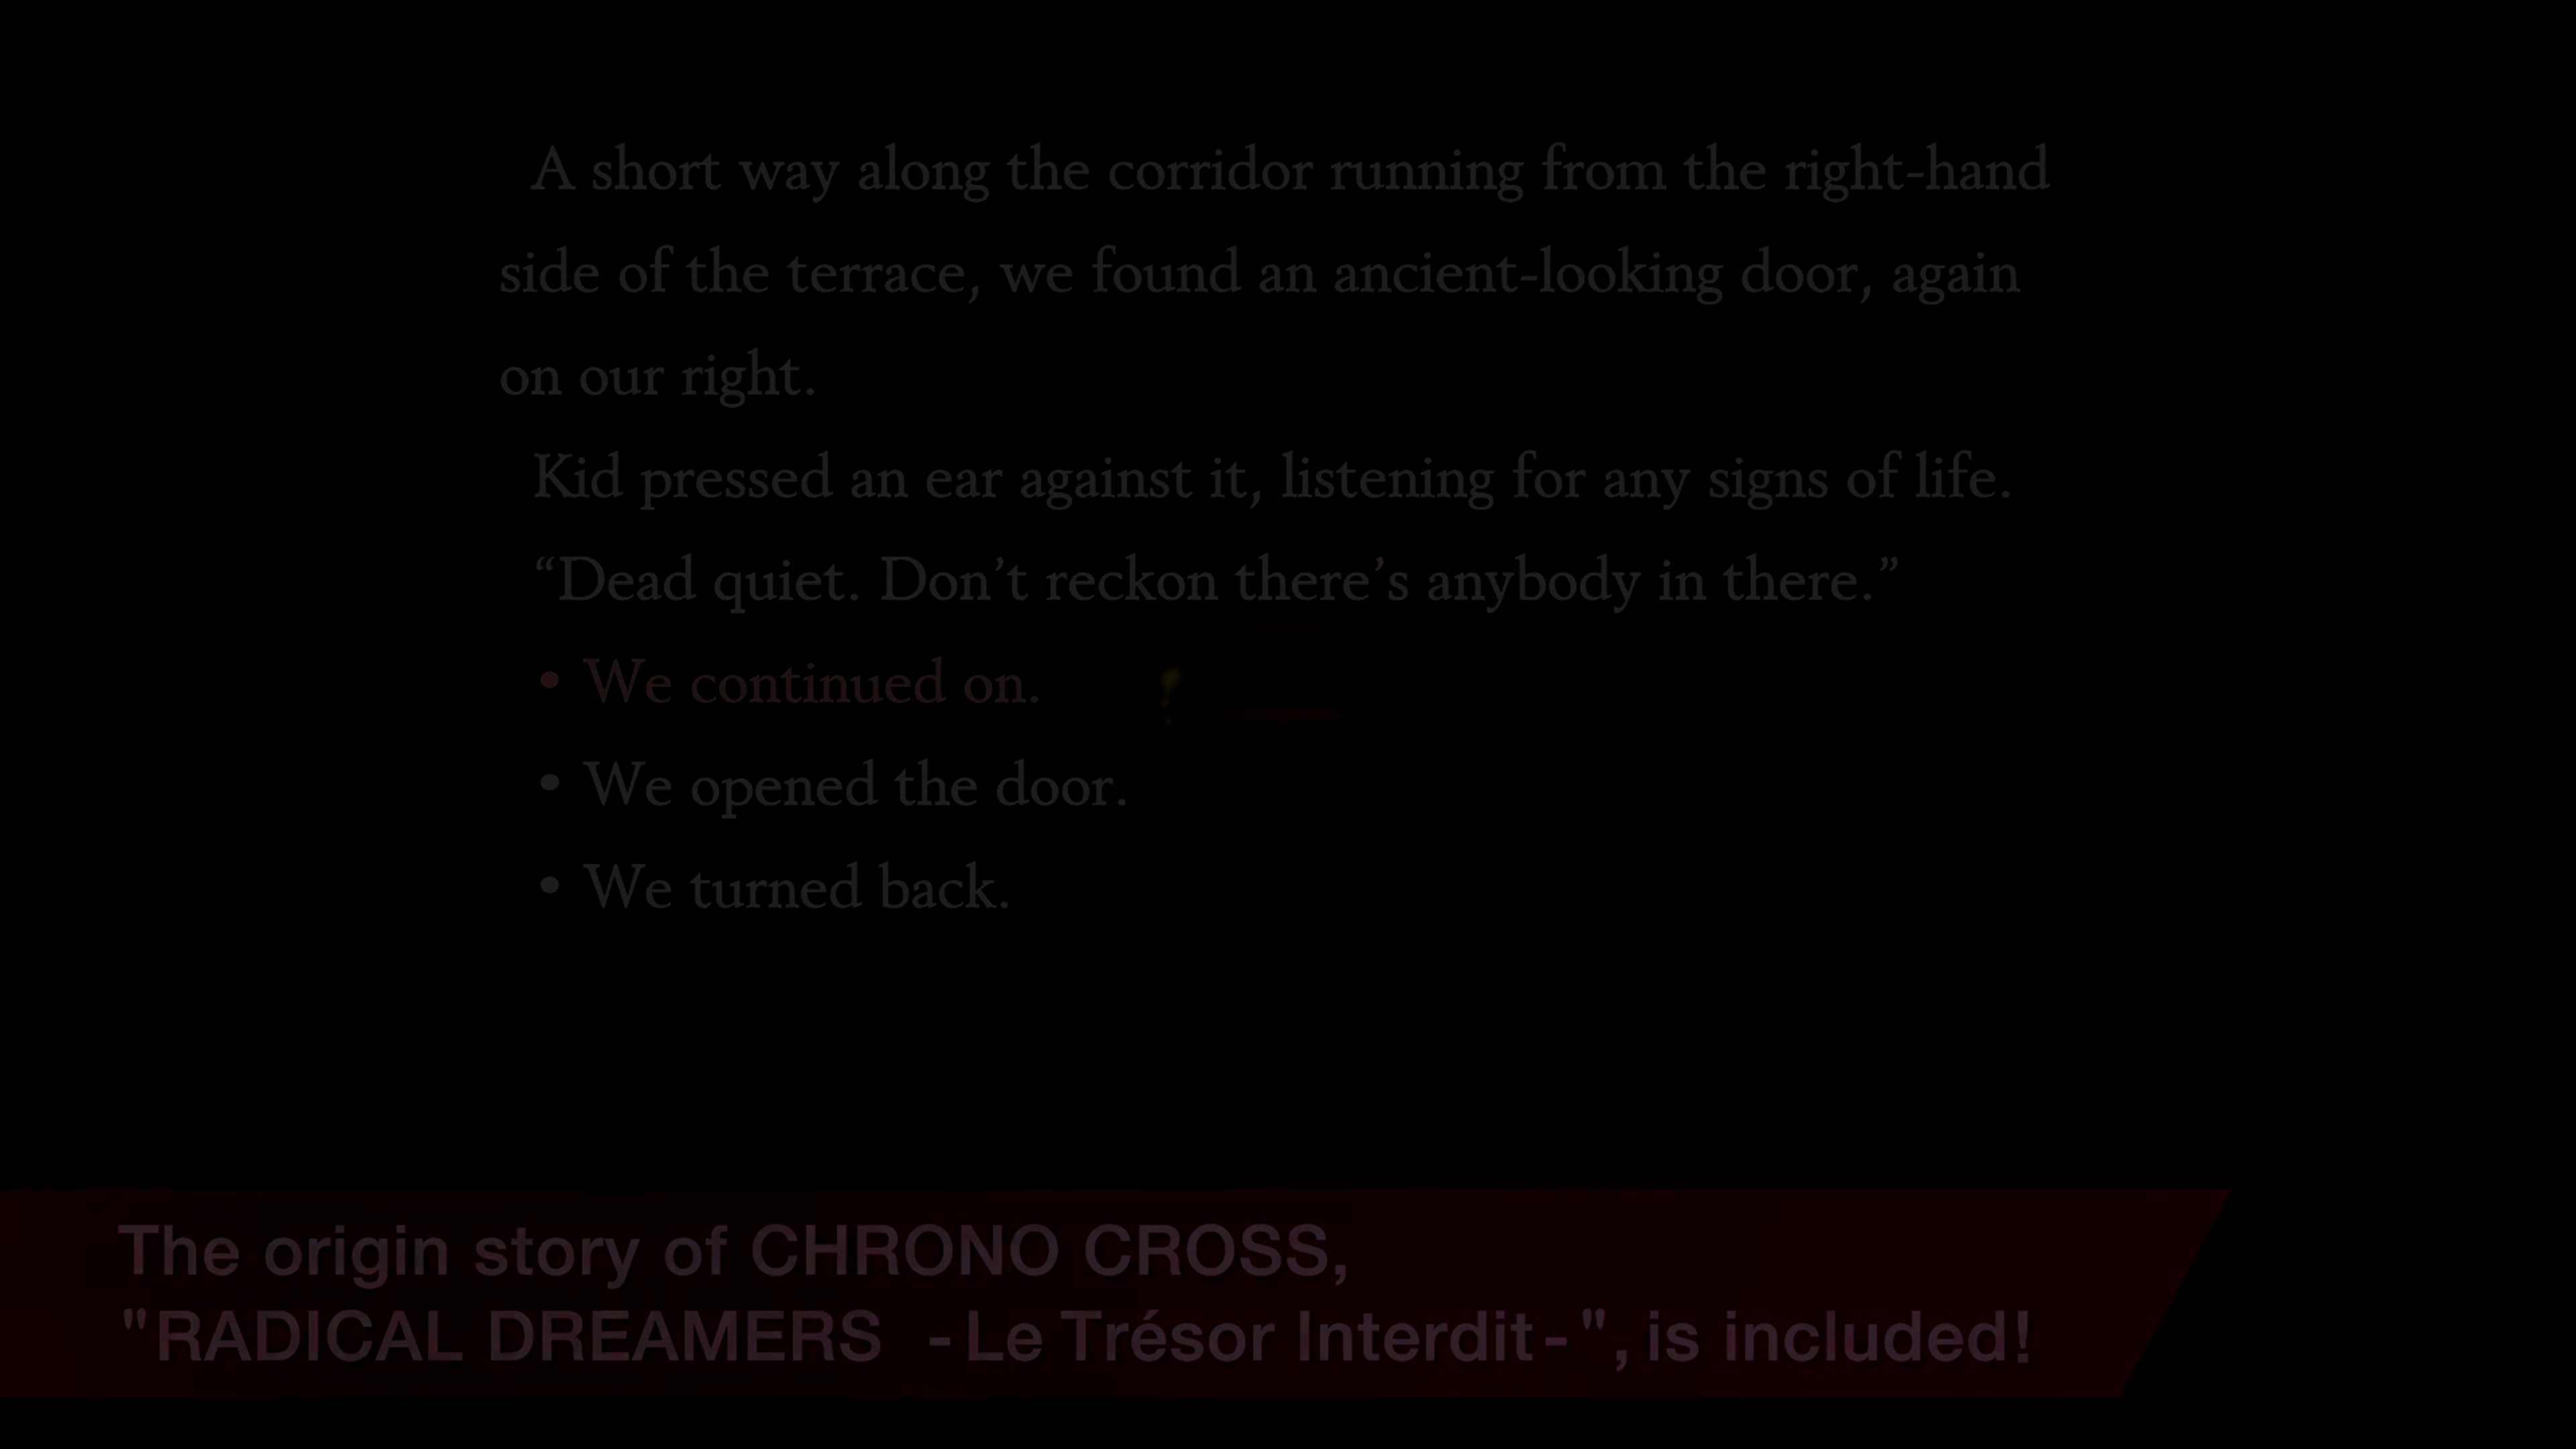 A short way along the corridor running from the right-hand
side of the terrace, we found an ancient-looking door, again
on our right.
Kid pressed an ear against it, listening for any signs of life.
“Dead quiet. Don’t reckon there’s anybody in there.”
• We continued on.
• We opened the door.
• We turned back.
The origin story of CHRONO CROSS,
"RADICAL DREAMERS - Le Trésor Interdit - ", is included!